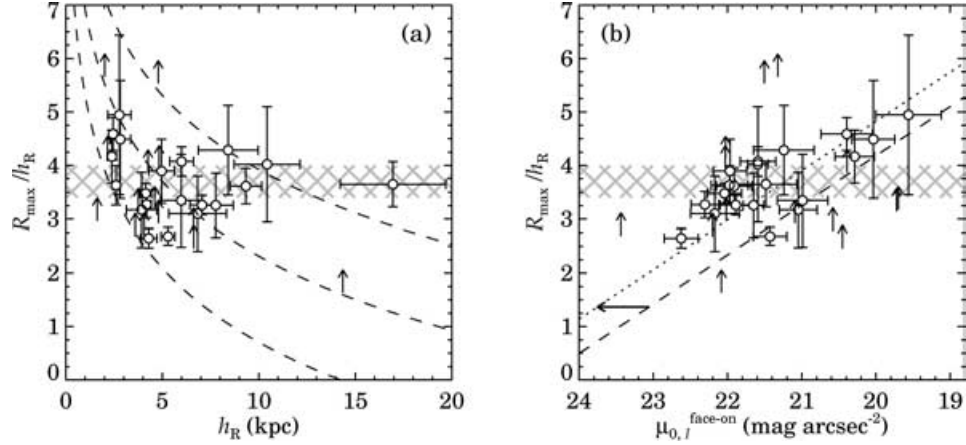 7
6
5
4
3
2
1
0
R_max/h_R
(a)
0 5 10 15 20
h_R (kpc)
7
6
5
4
3
2
1
0
R_max/h_R
(b)
24 23 22 21 20 19
μ_0,I^face-on (mag arcsec^-2)